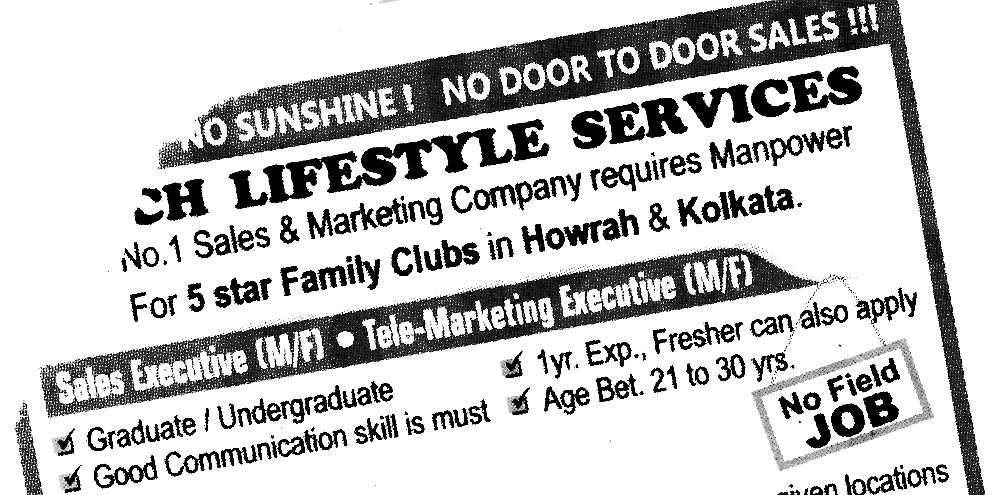 NO SUNSHINE ! NO DOOR TO DOOR SALES !!!
LIFESTYLE SERVICES
No.1 Sales & Marketing Company requires Manpower
For 5 star Family Clubs in Howrah & Kolkata.
Sales Executive (M/F) • Tele-Marketing Executive (M/F)
Graduate / Undergraduate
Good Communication skill is must
1yr. Exp., Fresher can also apply
Age Bet. 21 to 30 yrs.
No Field
JOB
locations